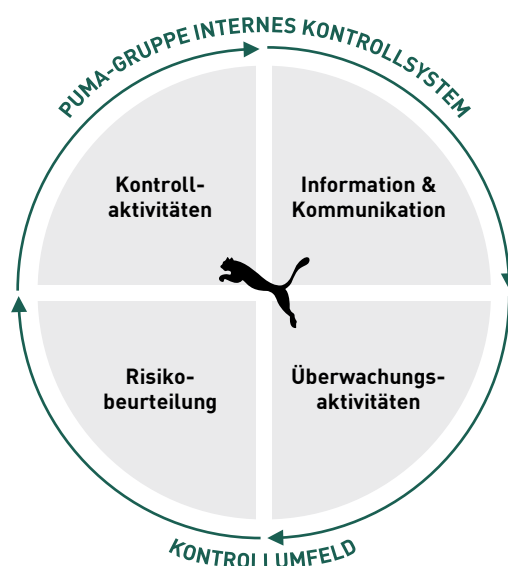 PUMA-GRUPPE INTERNES KONTROLLSYSTEM
Kontroll-
aktivitäten
Information &
Kommunikation
Risiko-
beurteilung
Überwachungs-
aktivitäten
KONTROLLUMFELD